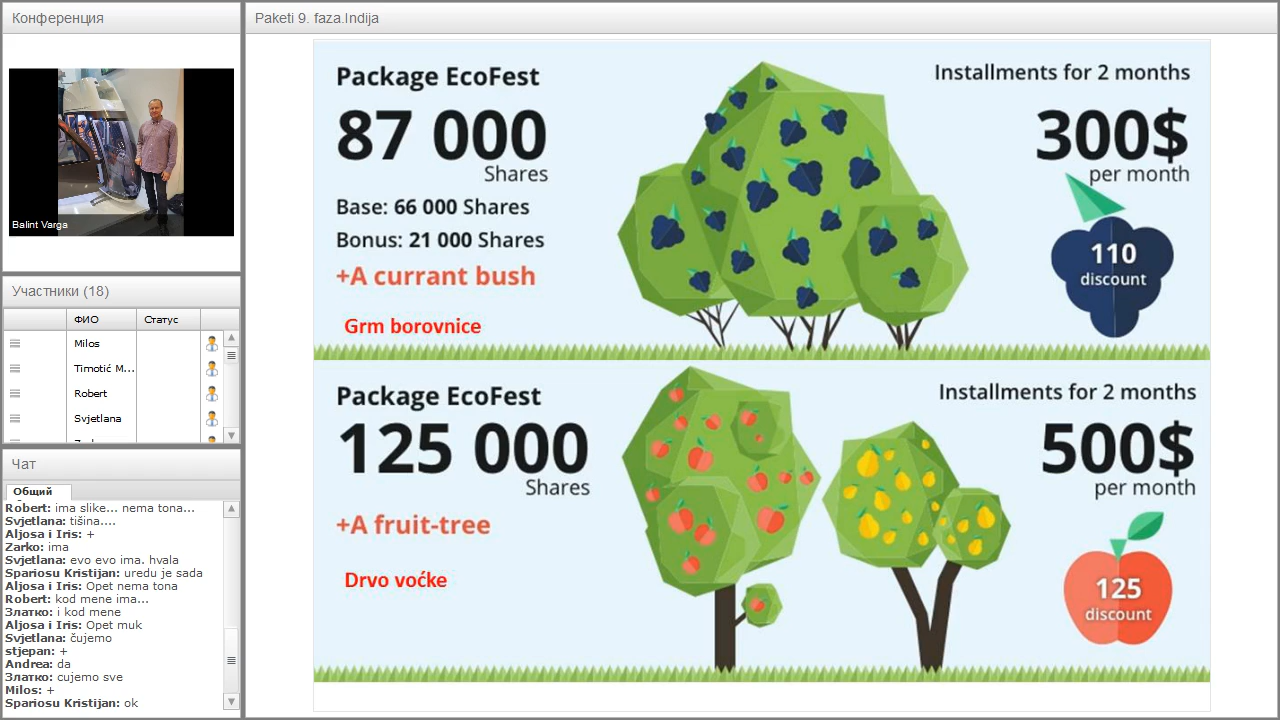 Конференция
Balint Varga
Участники (18)
ФИО
Статус
Milos
Timotić M...
Robert
Svjetlana
Чат
Общий
Robert: ima slike... nema tona...
Svjetlana: tišina....
Aljosa i Iris: +
Zarko: ima
Svjetlana: evo evo ima. hvala
Spariosu Kristijan: uredu je sada
Aljosa i Iris: Opet nema tona
Robert: kod mene ima...
Златко: i kod mene
Aljosa i Iris: Opet muk
Svjetlana: čujemo
stjepan: +
Andrea: da
Златко: cujemo sve
Milos: +
Spariosu Kristijan: ok
Paketi 9. faza.Indija
Package EcoFest
87 000
Shares
Base: 66 000 Shares
Bonus: 21 000 Shares
+A currant bush
Grm borovnice
Installments for 2 months
300$
per month
110
discount
Package EcoFest
125 000
Shares
+A fruit-tree
Drvo voćke
Installments for 2 months
500$
per month
125
discount